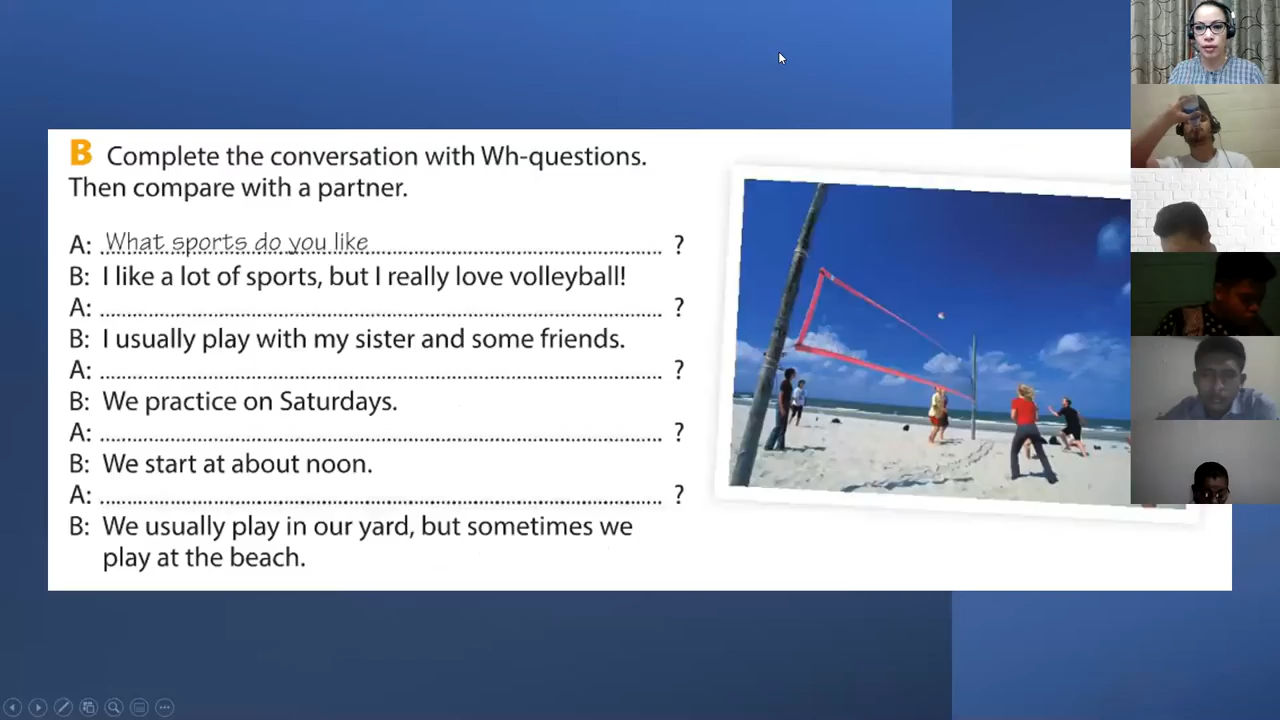 B Complete the conversation with Wh-questions.
Then compare with a partner.
A: What sports do you like ?
B: I like a lot of sports, but I really love volleyball!
A: ?
B: I usually play with my sister and some friends.
A: ?
B: We practice on Saturdays.
A: ?
B: We start at about noon.
A: ?
B: We usually play in our yard, but sometimes we
play at the beach.